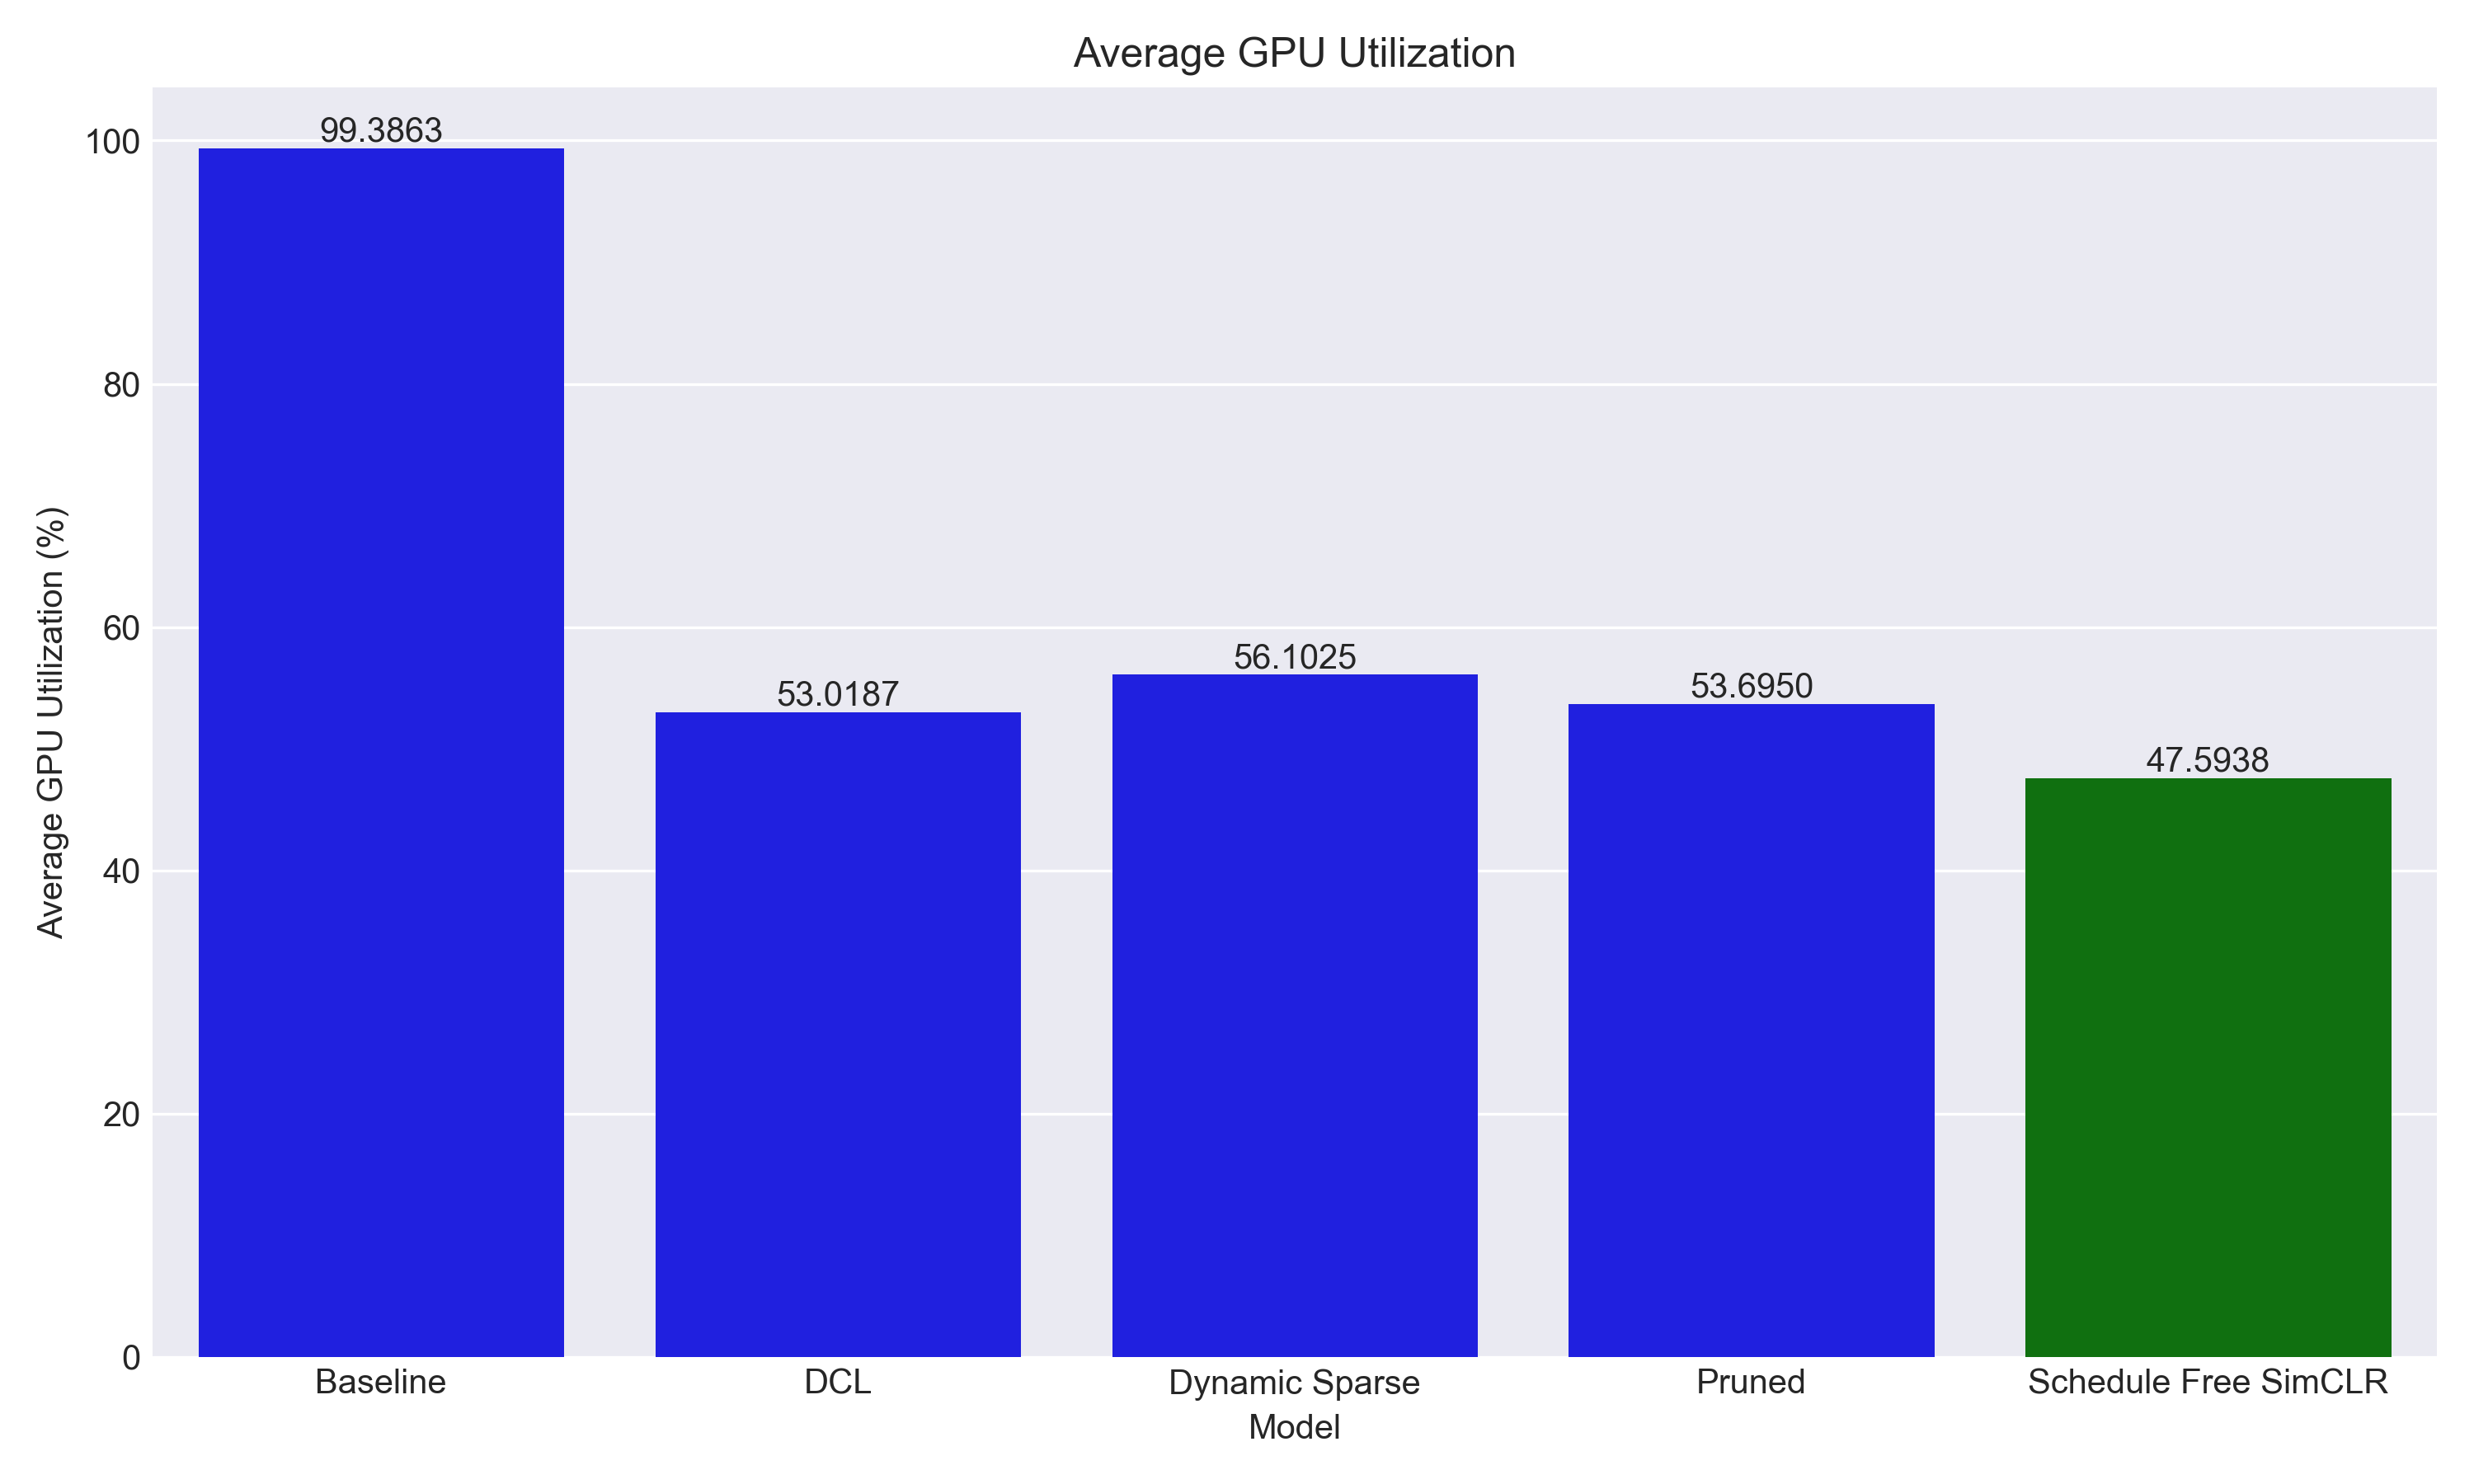 Average GPU Utilization
Average GPU Utilization (%)
100
80
60
40
20
0
99.3863
53.0187
56.1025
53.6950
47.5938
Baseline
DCL
Dynamic Sparse
Pruned
Schedule Free SimCLR
Model